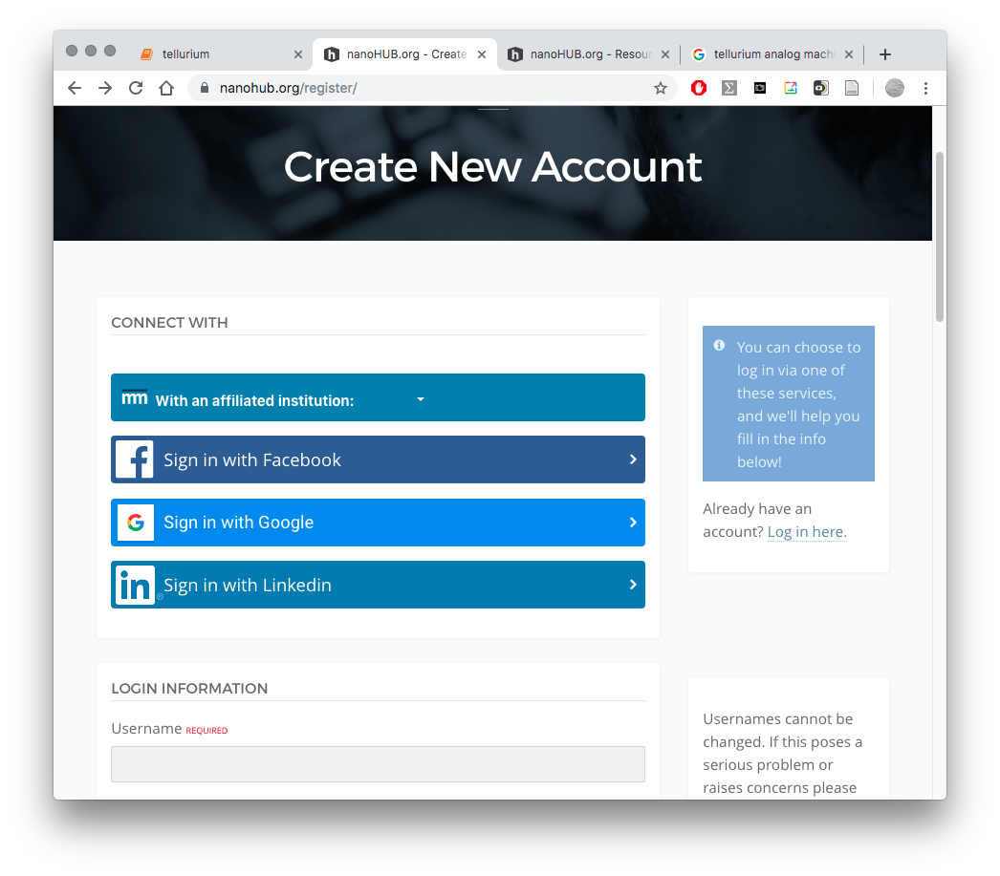 tellurium
nanoHUB.org - Create
nanoHUB.org - Resour
tellurium analog machi
nanohub.org/register/
Create New Account
CONNECT WITH
With an affiliated institution:
Sign in with Facebook
Sign in with Google
Sign in with Linkedin
You can choose to
log in via one of
these services,
and we'll help you
fill in the info
below!
Already have an
account? Log in here.
LOGIN INFORMATION
Username REQUIRED
Usernames cannot be
changed. If this poses a
serious problem or
raises concerns please